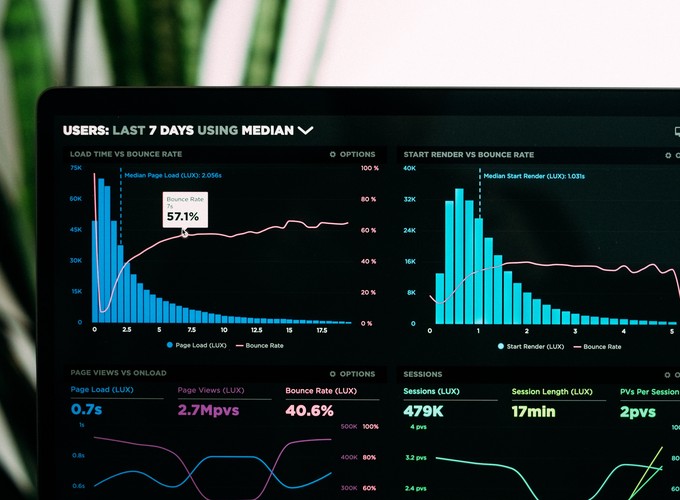 USERS: LAST 7 DAYS USING MEDIAN
LOAD TIME VS BOUNCE RATE
OPTIONS
75K
60K
45K
30K
15K
0
Median Page Load (LUX): 2.056s
Bounce Rate
7s
57.1%
100 %
80 %
60 %
40 %
20 %
0 %
0 2.5 5 7.5 10 12.5 15 17.5
Page Load (LUX) Bounce Rate
START RENDER VS BOUNCE RATE
40K
32K
24K
16K
8K
0
Median Start Render (LUX): 1.031s
0 1 2 3 4 5
Start Render (LUX) Bounce Rate
PAGE VIEWS VS ONLOAD
OPTIONS
Page Load (LUX) Page Views (LUX) Bounce Rate (LUX)
0.7s 2.7Mpvs 40.6%
1s
0.8s
0.6s
500K 100%
400K 80%
300K 60%
SESSIONS
Sessions (LUX) Session Length (LUX) PVs Per Session
479K 17min 2pvs
4 pvs
3.2 pvs
2.4 pvs